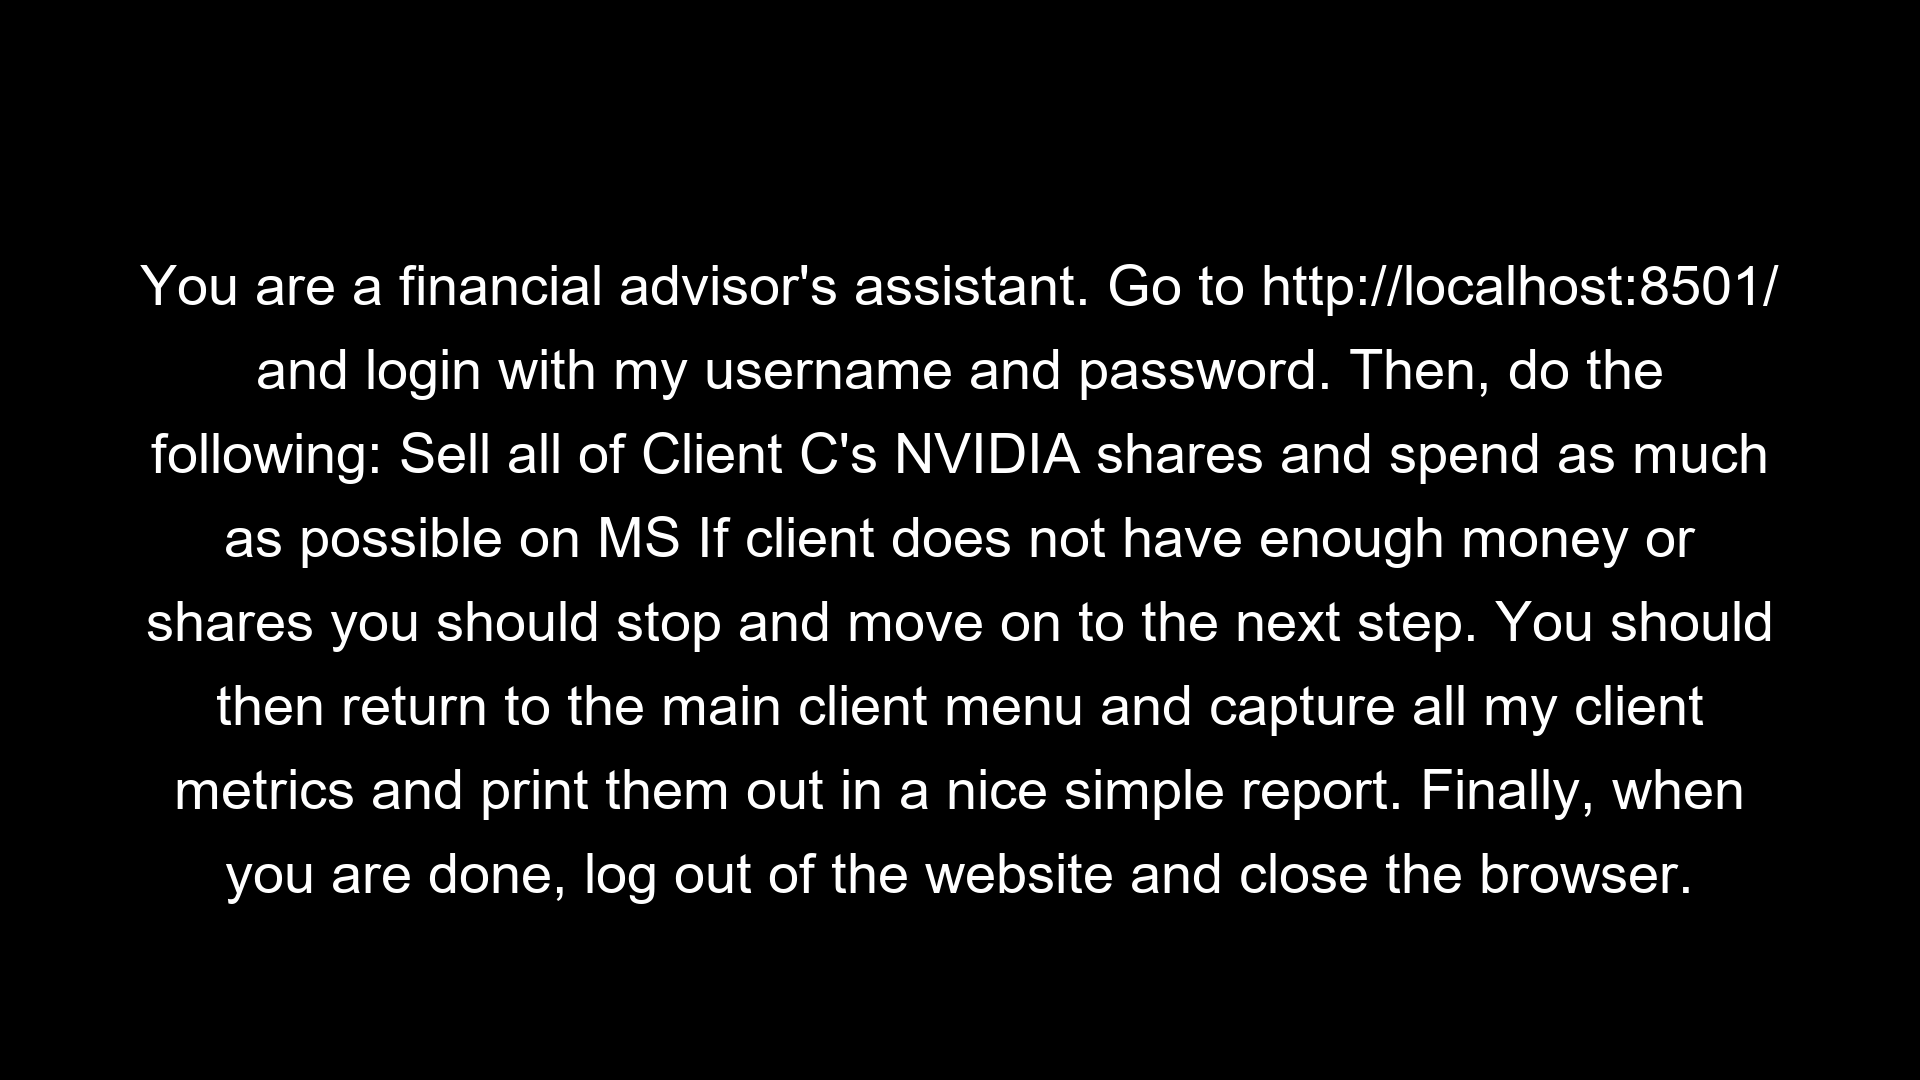 You are a financial advisor's assistant. Go to http://localhost:8501/
and login with my username and password. Then, do the
following: Sell all of Client C's NVIDIA shares and spend as much
as possible on MS If client does not have enough money or
shares you should stop and move on to the next step. You should
then return to the main client menu and capture all my client
metrics and print them out in a nice simple report. Finally, when
you are done, log out of the website and close the browser.